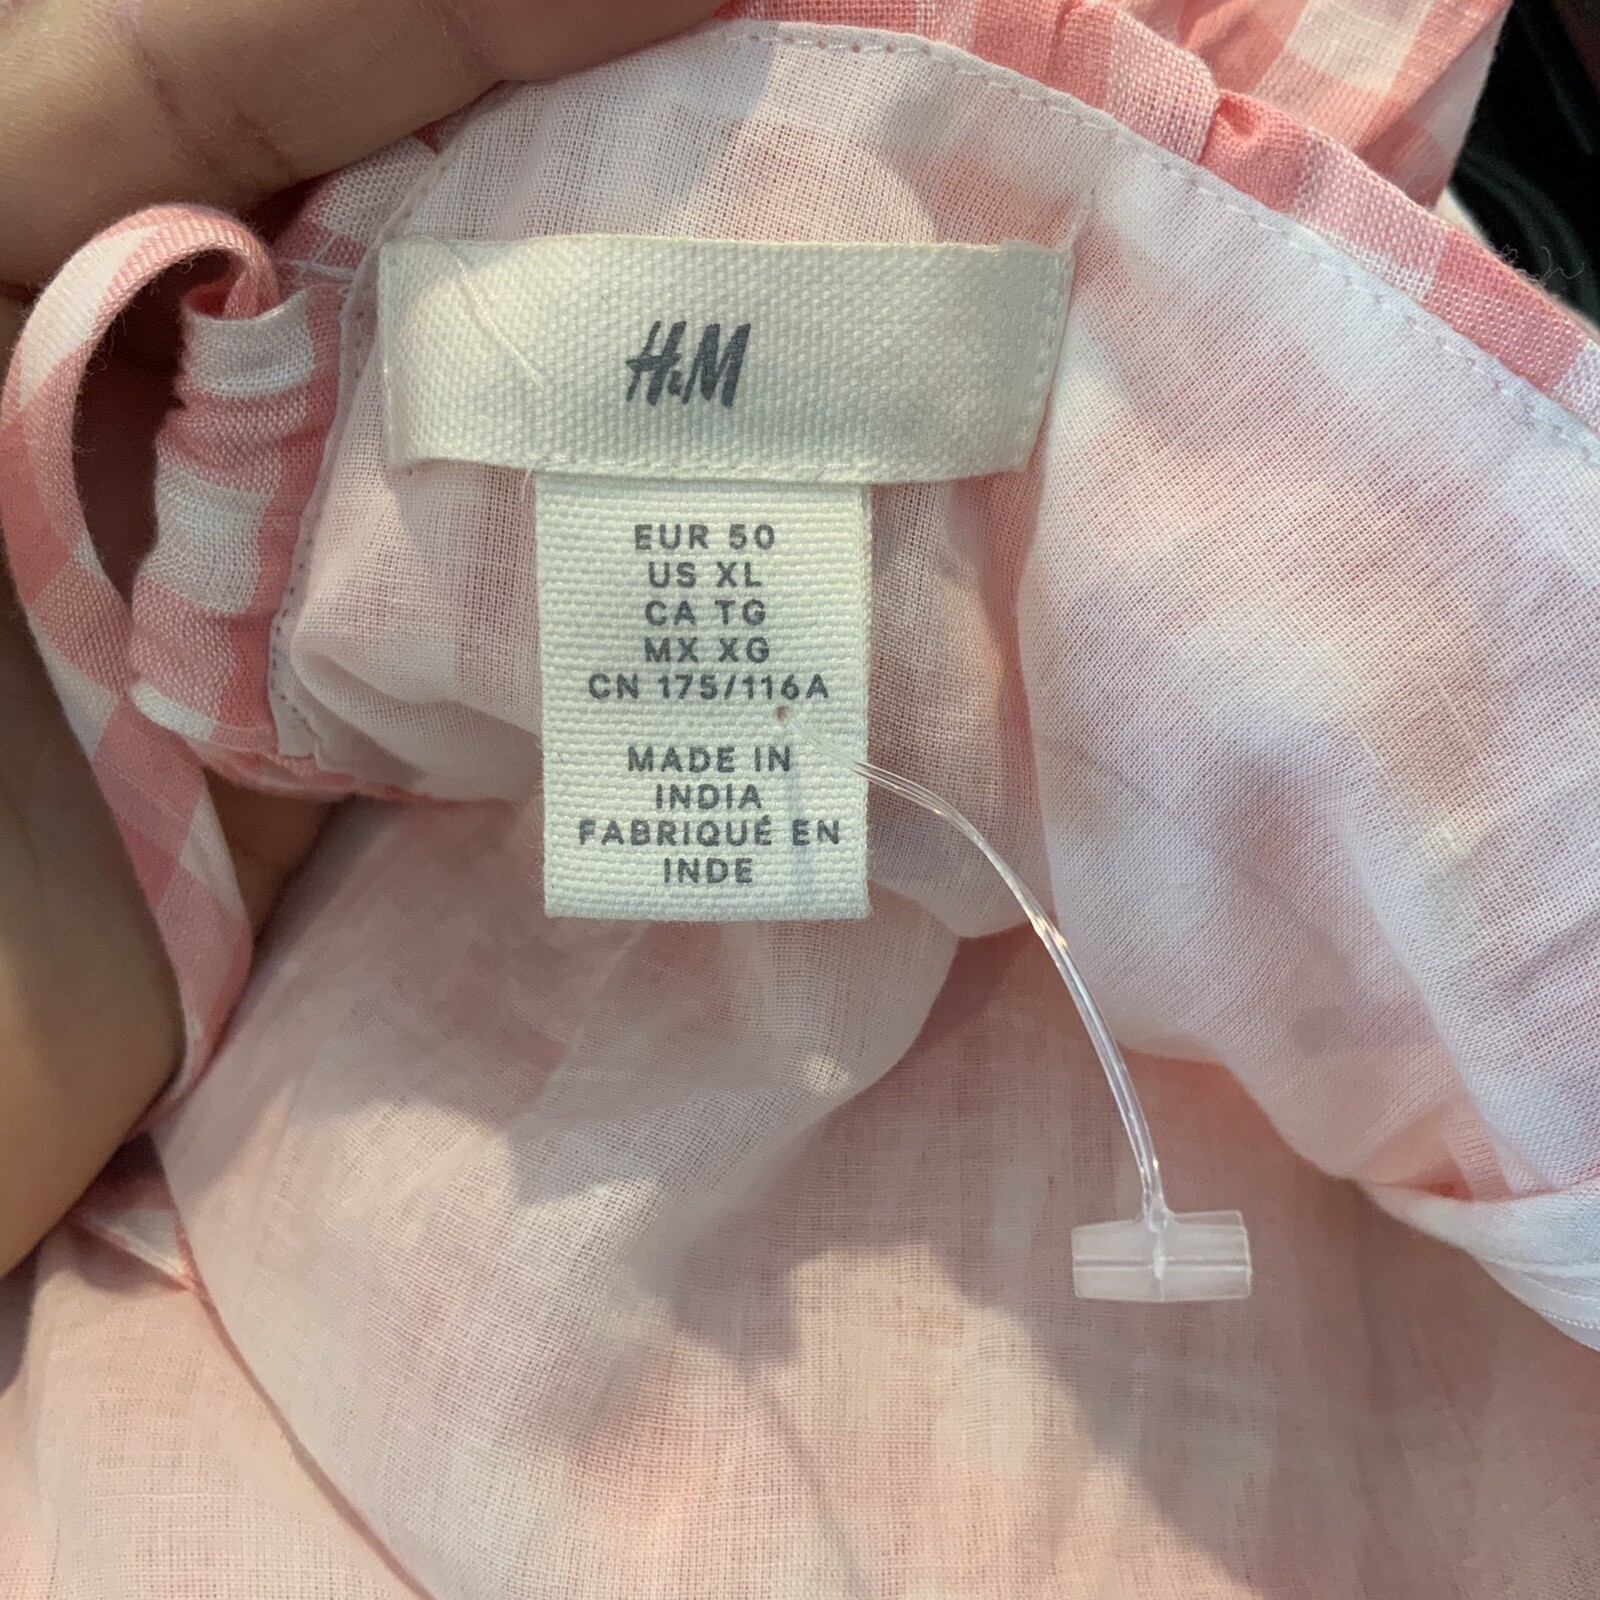 H&M
EUR 50
US XL
CA TG
MX XG
CN 175/116A
MADE IN
INDIA
FABRIQUÉ EN
INDE